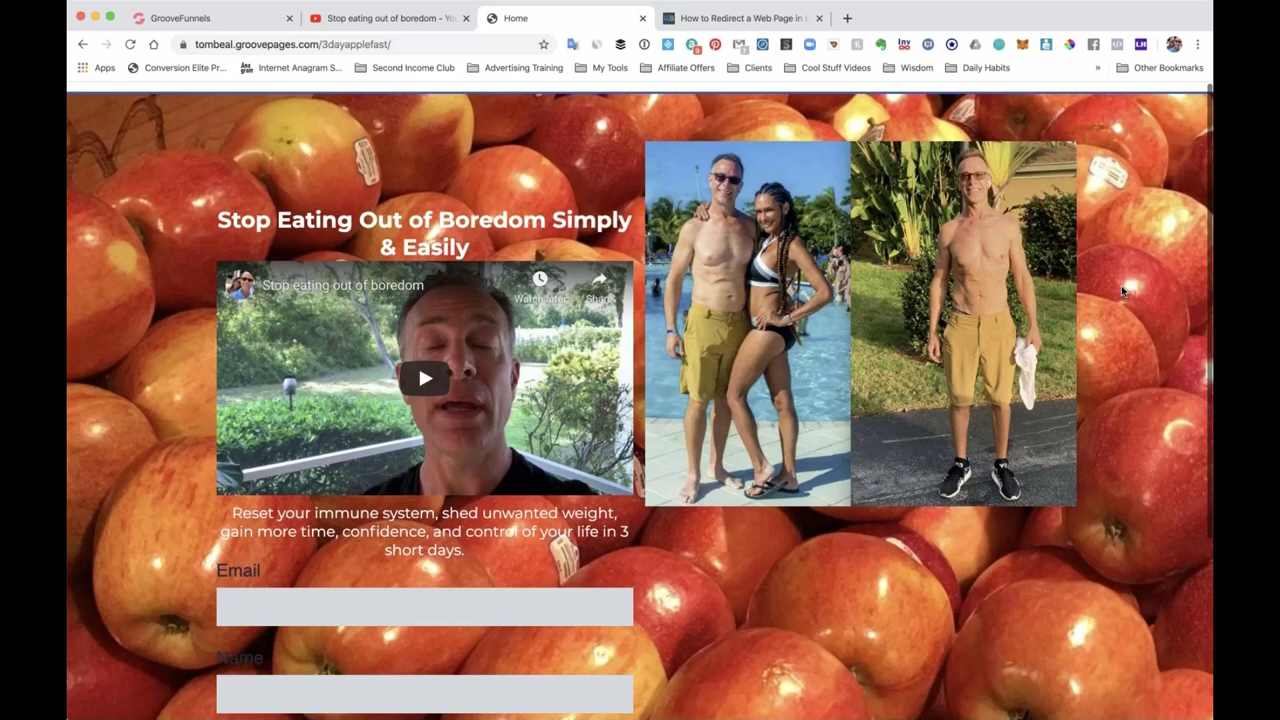 GrooveFunnels
Stop eating out of boredom - Yo
Home
How to Redirect a Web Page in
tombeal.groovepages.com/3dayapplefast/
Apps
Conversion Elite Pr...
Internet Anagram S...
Second Income Club
Advertising Training
My Tools
Affiliate Offers
Clients
Cool Stuff Videos
Wisdom
Daily Habits
»
Other Bookmarks
Stop Eating Out of Boredom Simply
& Easily
Stop eating out of boredom
Watch later
Share
Reset your immune system, shed unwanted weight,
gain more time, confidence, and control of your life in 3
short days.
Email
Name